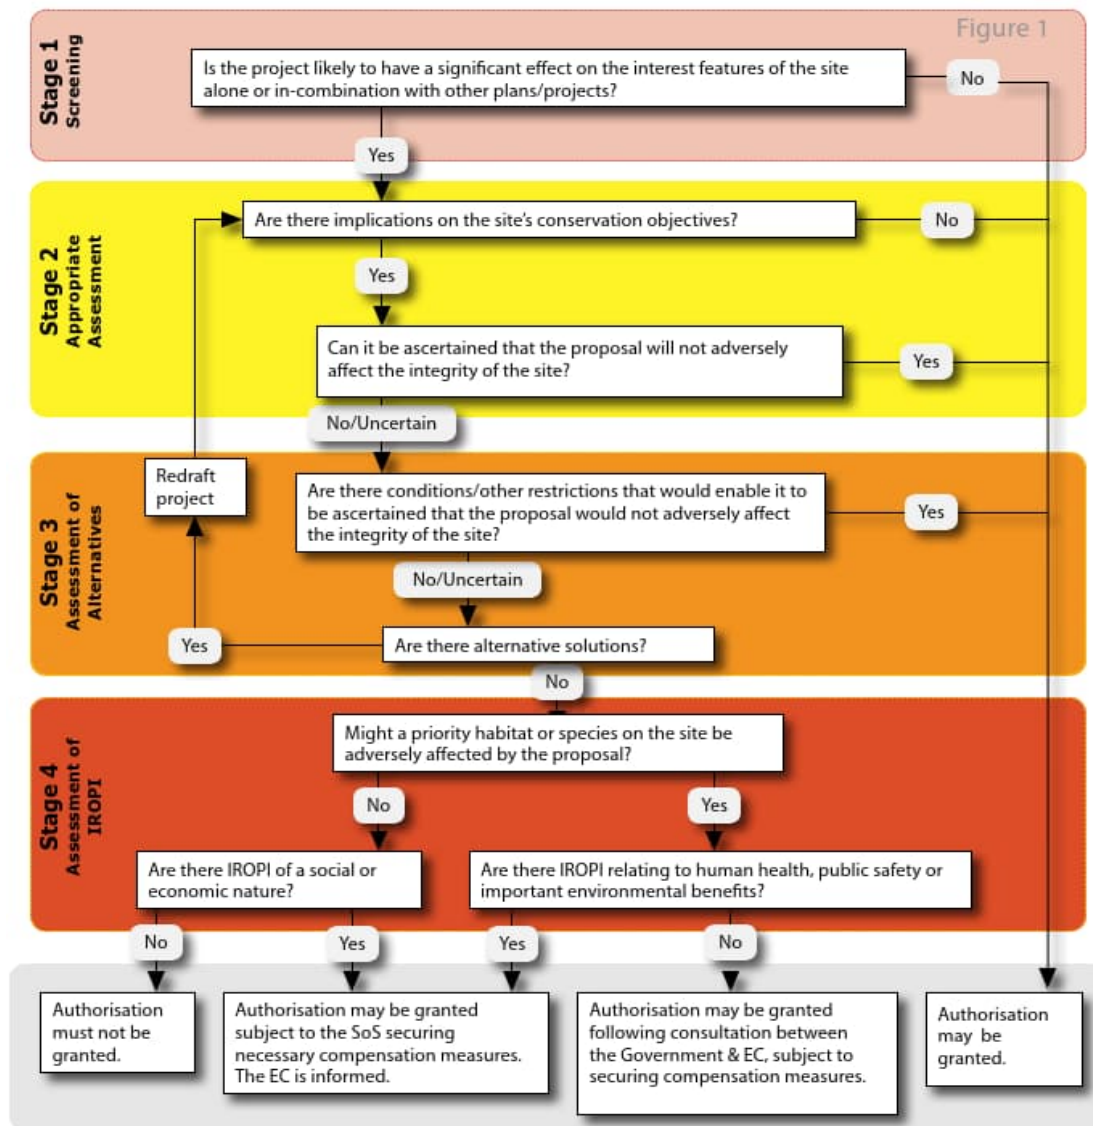 Figure 1
Stage 1
Screening
Is the project likely to have a significant effect on the interest features of the site
alone or in-combination with other plans/projects?
No
Yes
Stage 2
Appropriate
Assessment
Are there implications on the site's conservation objectives?
No
Yes
Can it be ascertained that the proposal will not adversely
affect the integrity of the site?
Yes
No/Uncertain
Stage 3
Assessment of
Alternatives
Redraft
project
Are there conditions/other restrictions that would enable it to
be ascertained that the proposal would not adversely affect
the integrity of the site?
Yes
No/Uncertain
Are there alternative solutions?
Yes
No
Stage 4
Assessment of
IROPI
Might a priority habitat or species on the site be
adversely affected by the proposal?
No
Yes
Are there IROPI of a social or
economic nature?
Are there IROPI relating to human health, public safety or
important environmental benefits?
No
Yes
Yes
No
Authorisation
must not be
granted.
Authorisation may be granted
subject to the SoS securing
necessary compensation measures.
The EC is informed.
Authorisation may be granted
following consultation between
the Government & EC, subject to
securing compensation measures.
Authorisation
may be
granted.